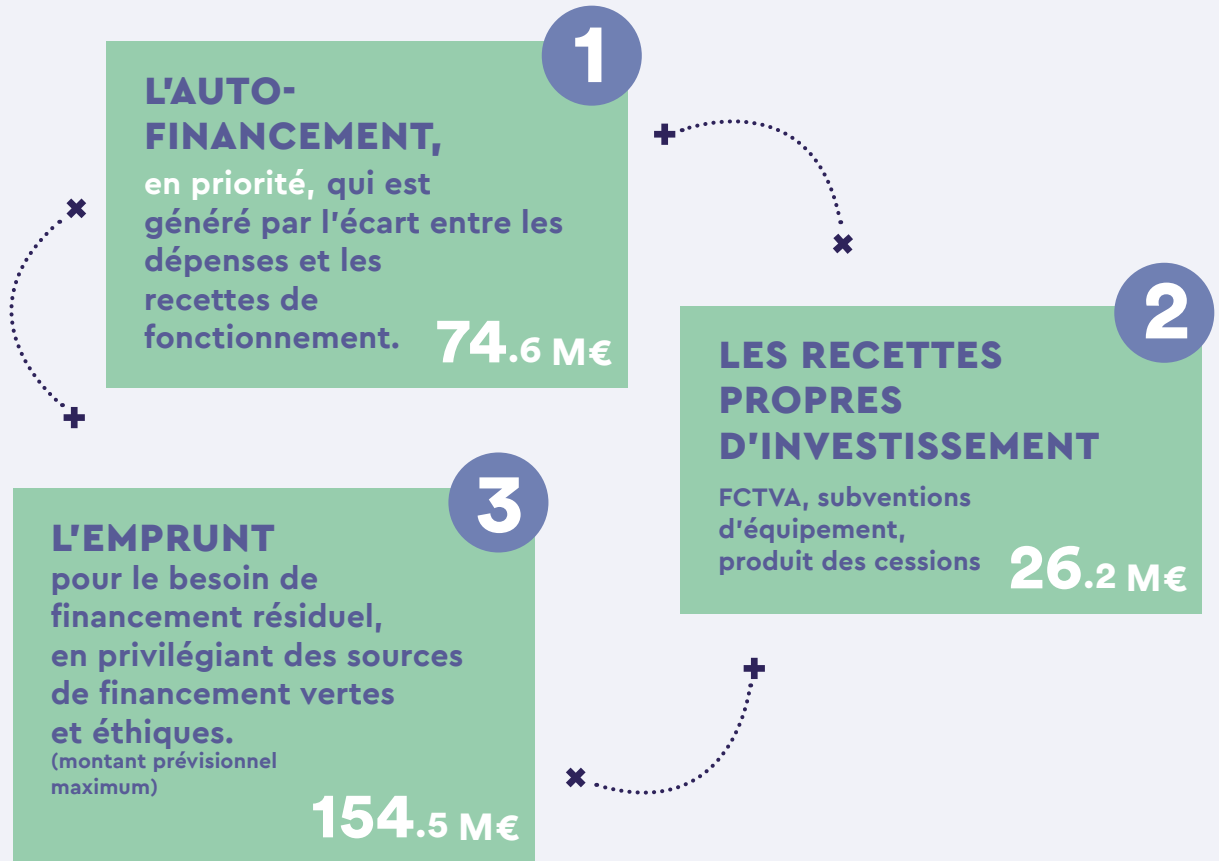 1
L'AUTO-
FINANCEMENT,
en priorité, qui est
généré par l'écart entre les
dépenses et les
recettes de
fonctionnement.
74.6 M€
2
LES RECETTES
PROPRES
D'INVESTISSEMENT
FCTVA, subventions
d'équipement,
produit des cessions
26.2 M€
3
L'EMPRUNT
pour le besoin de
financement résiduel,
en privilégiant des sources
de financement vertes
et éthiques.
(montant prévisionnel
maximum)
154.5 M€